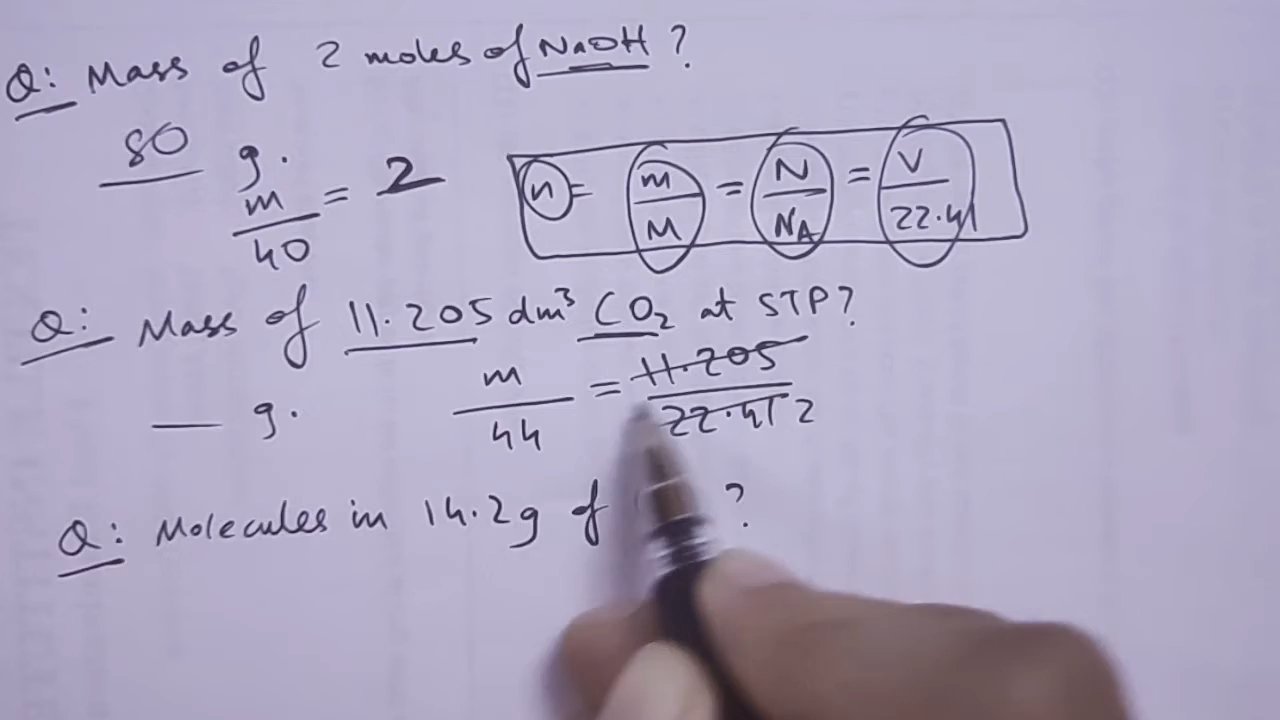 Q: Mass of 2 moles of NaOH ?
80 g.
m/40 = 2
n = m/M = N/NA = V/22.41
Q: Mass of 11.205 dm³ CO₂ at STP?
— g.
m/44 = 11.205/22.41 2
Q: Molecules in 14.2g of ?